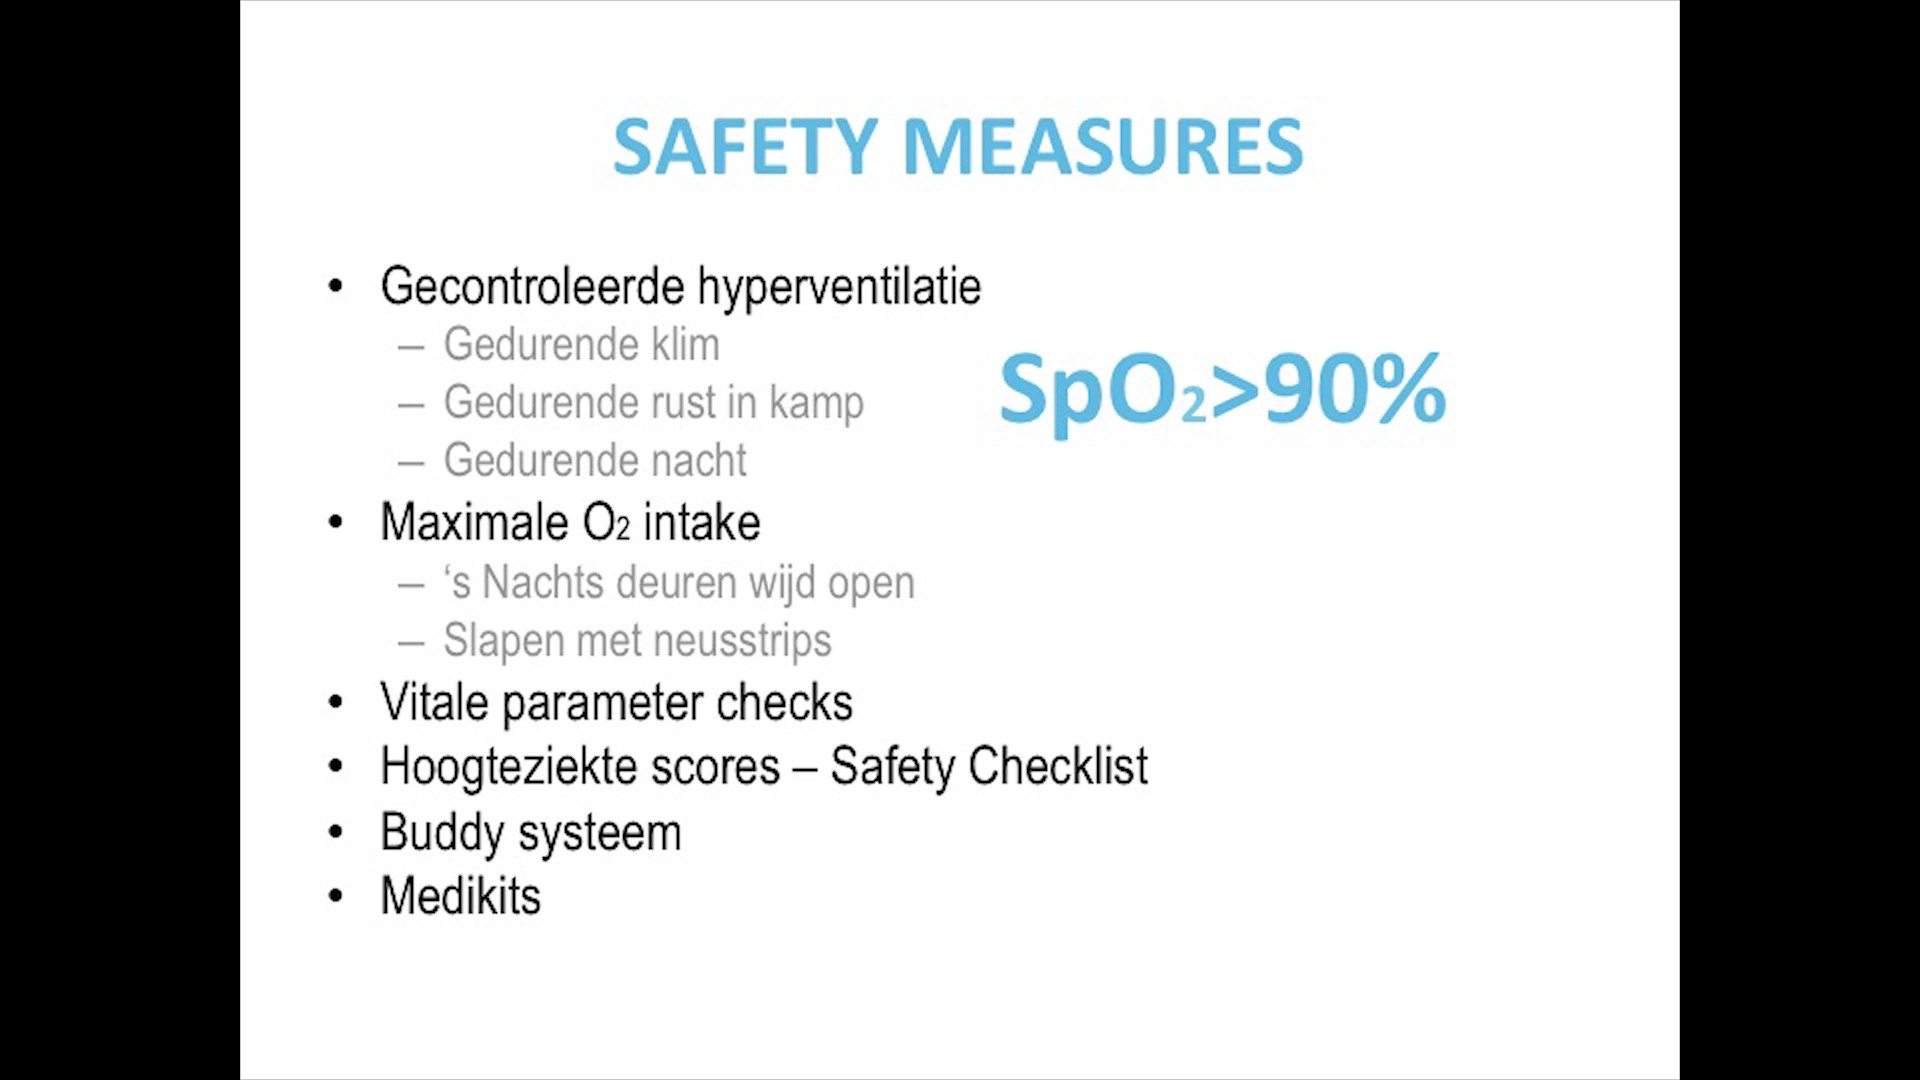 SAFETY MEASURES
• Gecontroleerde hyperventilatie
– Gedurende klim
– Gedurende rust in kamp
– Gedurende nacht
SpO₂>90%
• Maximale O₂ intake
– ‘s Nachts deuren wijd open
– Slapen met neusstrips
• Vitale parameter checks
• Hoogteziekte scores – Safety Checklist
• Buddy systeem
• Medikits